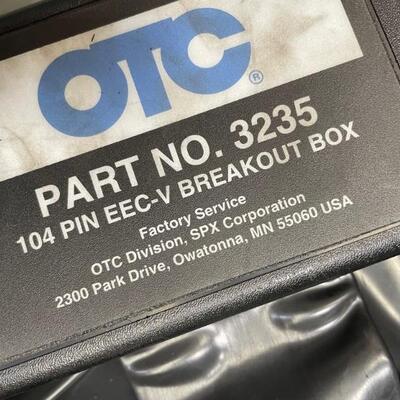 OTC®
PART NO. 3235
104 PIN EEC-V BREAKOUT BOX
Factory Service
OTC Division, SPX Corporation
2300 Park Drive, Owatonna, MN 55060 USA